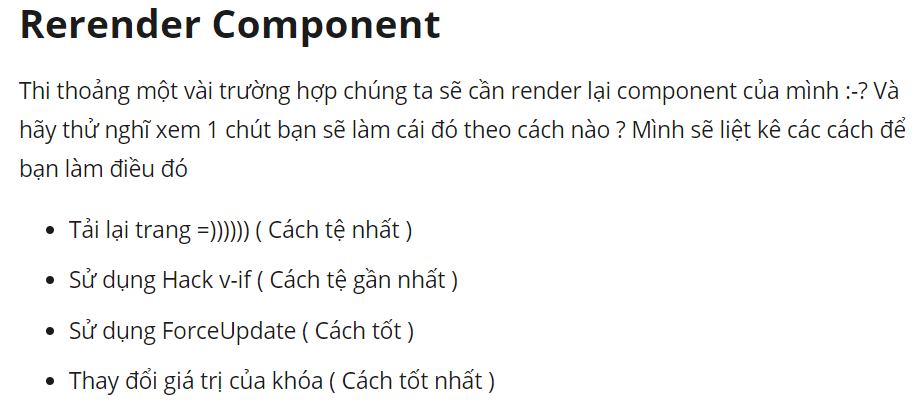 Rerender Component
Thi thoảng một vài trường hợp chúng ta sẽ cần render lại component của mình :-? Và
hãy thử nghĩ xem 1 chút bạn sẽ làm cái đó theo cách nào ? Mình sẽ liệt kê các cách để
bạn làm điều đó
• Tải lại trang =)))))) ( Cách tệ nhất )
• Sử dụng Hack v-if ( Cách tệ gần nhất )
• Sử dụng ForceUpdate ( Cách tốt )
• Thay đổi giá trị của khóa ( Cách tốt nhất )